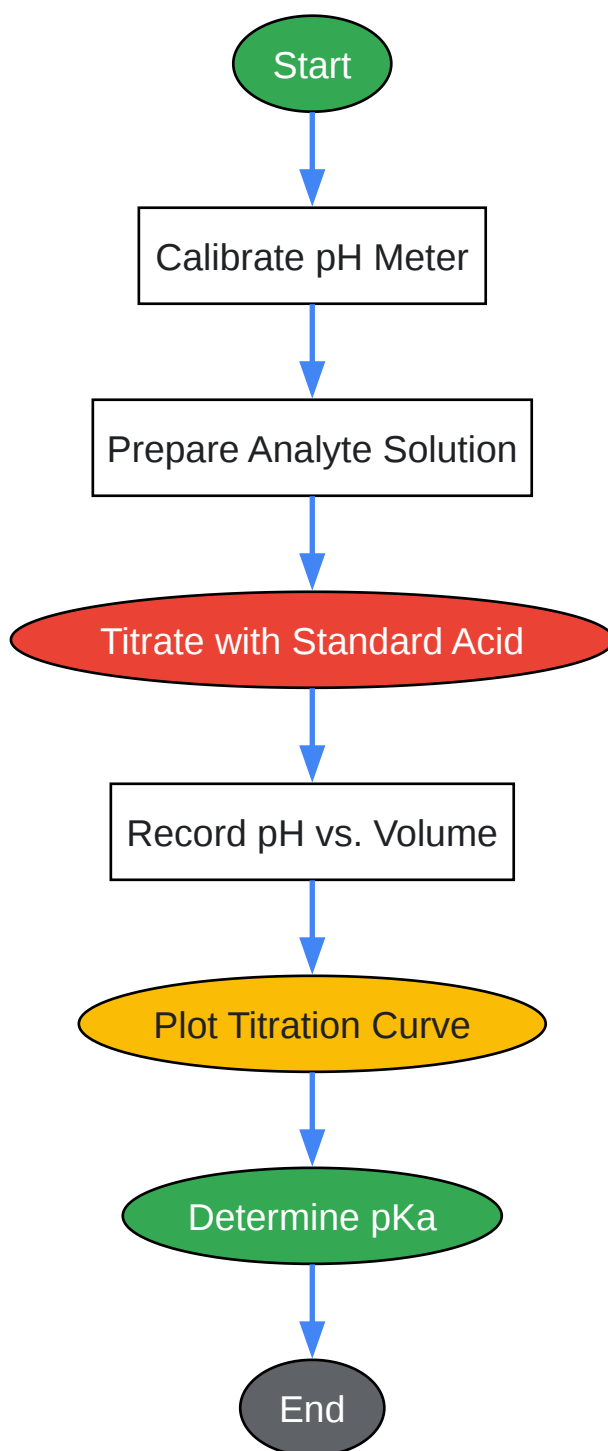 Start
Calibrate pH Meter
Prepare Analyte Solution
Titrate with Standard Acid
Record pH vs. Volume
Plot Titration Curve
Determine pKa
End